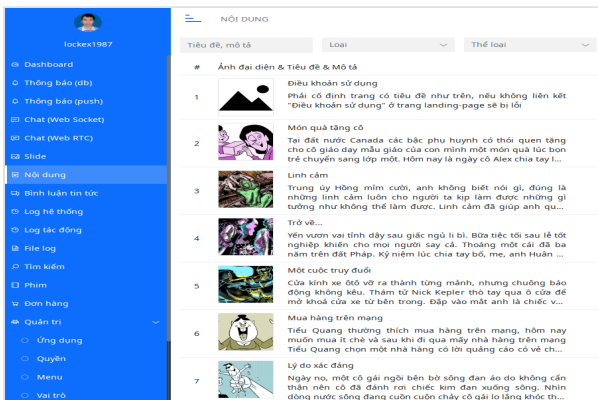 lockex1987
Dashboard
Thông báo (db)
Thông báo (push)
Chat (Web Socket)
Chat (Web RTC)
Slide
Nội dung
Bình luận tin tức
Log hệ thống
Log tác động
File log
Tìm kiếm
Phim
Đơn hàng
Quản trị
Ứng dụng
Quyền
Menu
Vai trò
NỘI DUNG
Tiêu đề, mô tả
Loại
Thể loại
# Ảnh đại diện & Tiêu đề & Mô tả
1
Điều khoản sử dụng
Phải cố định trang có tiêu đề như trên, nếu không liên kết
"Điều khoản sử dụng" ở trang landing-page sẽ bị lỗi
2
Món quà tặng cô
Tại đất nước Canada các bậc phụ huynh có thói quen tặng
cho cô giáo dạy mẫu giáo của con mình một món quà lúc bọn
trẻ chuyển sang lớp một. Hôm nay là ngày cô Alex chia tay l...
3
Linh cảm
Trung úy Hồng mỉm cười, anh không biết nói gì, đúng là
những linh cảm luôn cho người ta kịp làm được những gì
tưởng như không thể làm được. Linh cảm đã giúp anh qu...
4
Trở về...
Yến vươn vai tỉnh dậy sau giấc ngủ li bì. Bữa tiệc tối sau lễ tốt
nghiệp khiến cho mọi người say cả. Thoảng một cái đã ba
năm trên đất Pháp. Kỷ niệm lúc chia tay bố, mẹ, anh Huân ...
5
Một cuộc truy đuổi
Cửa kính xe ôtô vỡ ra thành từng mảnh, nhưng chuông báo
động không kêu. Thám tử Nick Kepler thò tay qua ô cửa để
mở khoá cửa xe từ bên trong. Đập vào mắt anh là chiếc v...
6
Mua hàng trên mạng
Tiểu Quang thường thích mua hàng trên mạng, hôm nay
muốn mua ít chè và sau khi đi qua mấy nhà hàng trên mạng
Tiểu Quang chọn một nhà hàng có lời quảng cáo có vẻ ch...
7
Lý do xác đáng
Ngày nọ, một cô gái ngồi bên bờ sông đan áo do không cẩn
thận nên cô đã đánh rơi chiếc kim đan xuống sông. Nhìn
dòng nước sông đang cuồn cuộn chảy cô gái lo lắng khóc th...